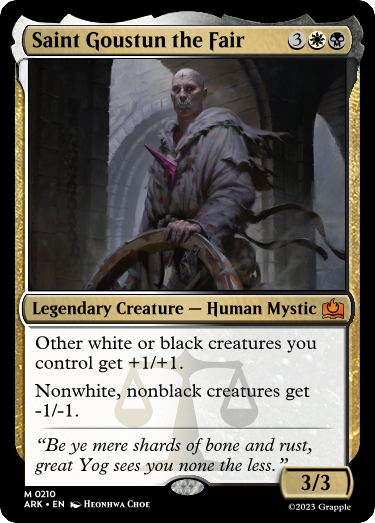 Saint Goustun the Fair 3
Legendary Creature — Human Mystic
Other white or black creatures you
control get +1/+1.
Nonwhite, nonblack creatures get
-1/-1.
“Be ye mere shards of bone and rust,
great Yog sees you none the less.”
3/3
M 0210
ARK • EN Heonhwa Choe
©2023 Grapple